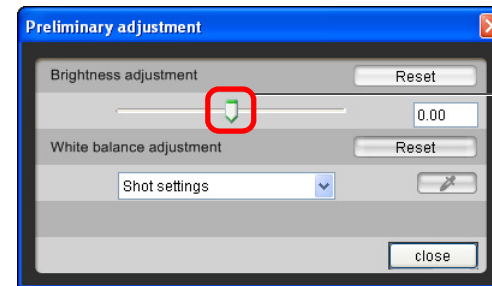 Preliminary adjustment
Brightness adjustment Reset
0.00
White balance adjustment Reset
Shot settings
close